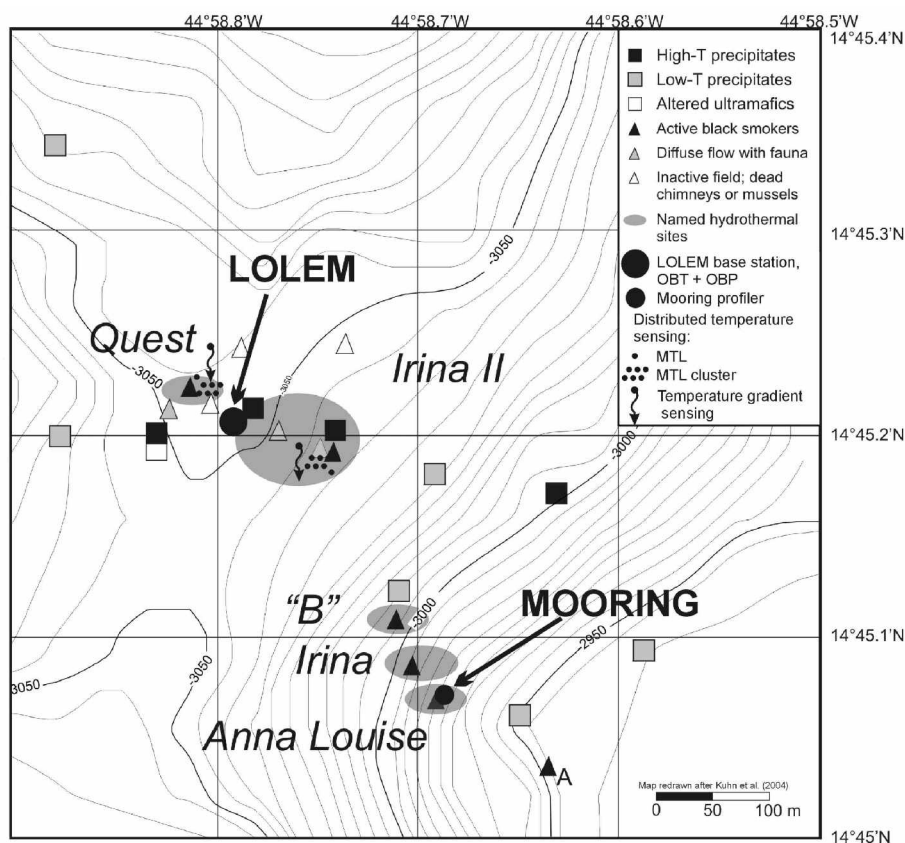 44°58.8'W
44°58.7'W
44°58.6'W
44°58.5'W
14°45.4'N
High-T precipitates
Low-T precipitates
Altered ultramafics
Active black smokers
Diffuse flow with fauna
Inactive field; dead
chimneys or mussels
Named hydrothermal
sites
LOLEM base station,
OBT + OBP
Mooring profiler
Distributed temperature
sensing:
MTL
MTL cluster
Temperature gradient
sensing
14°45.3'N
-3050
LOLEM
Quest
Irina II
-3050
-3050
14°45.2'N
-3000
"B"
MOORING
-3000
-2950
14°45.1'N
Irina
-3050
-3050
Anna Louise
A
Map redrawn after Kuhn et al. (2004)
0 50 100 m
14°45'N